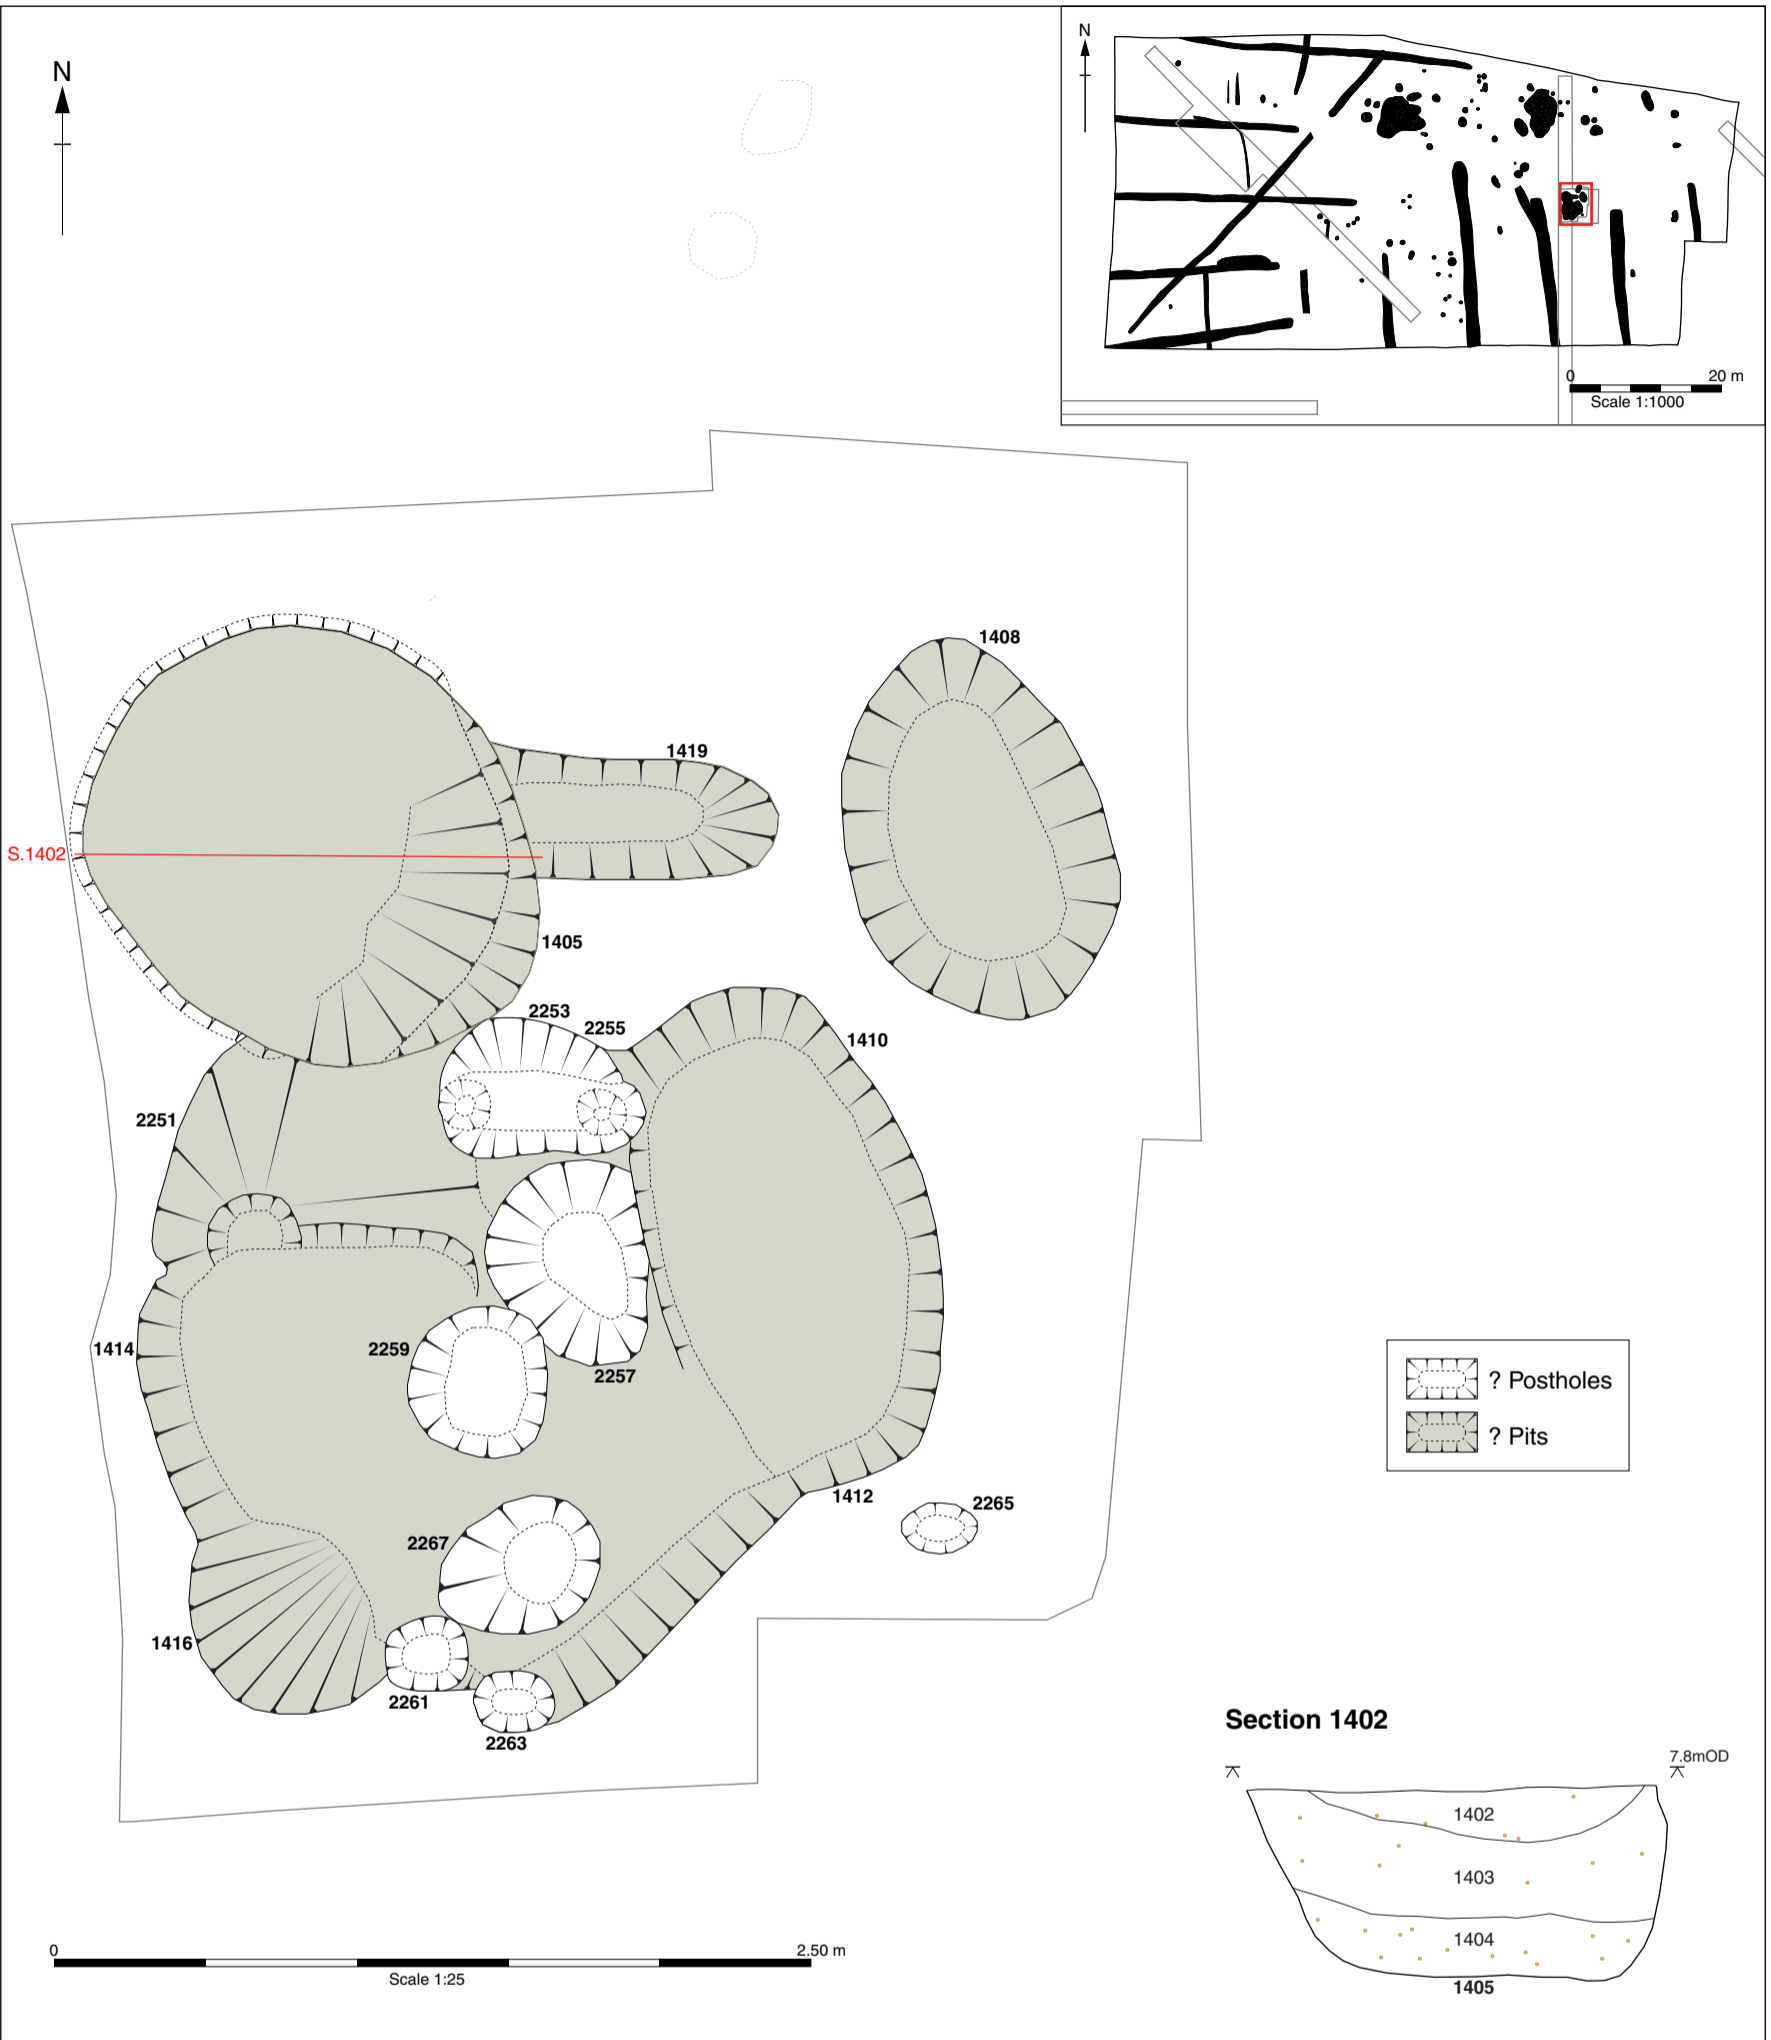 N
N
0 20 m
Scale 1:1000
1408
1419
S.1402
1405
2253
2255
1410
2251
1414
2259
2257
1412
2265
2267
1416
2261
2263
? Postholes
? Pits
Section 1402
7.8mOD
1402
1403
1404
1405
0 2.50 m
Scale 1:25